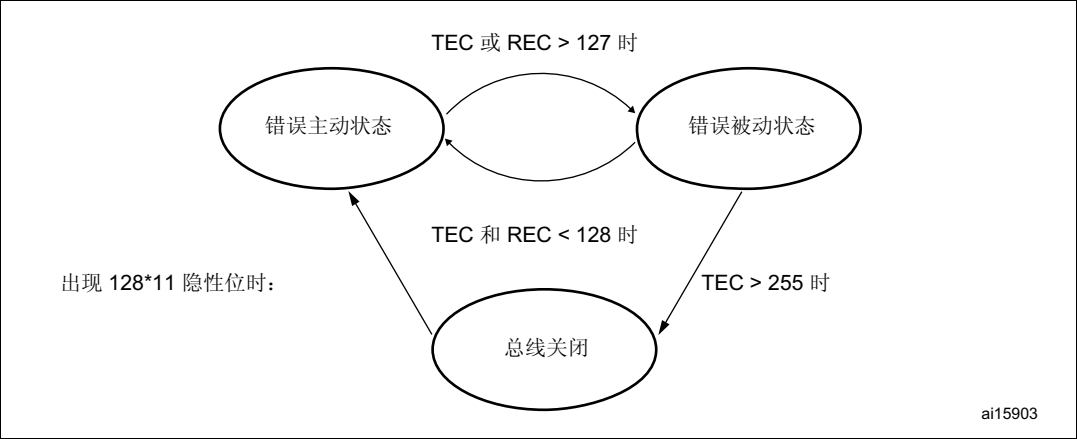 TEC 或 REC > 127 时
错误主动状态
错误被动状态
TEC 和 REC < 128 时
出现 128*11 隐性位时：
TEC > 255 时
总线关闭
ai15903